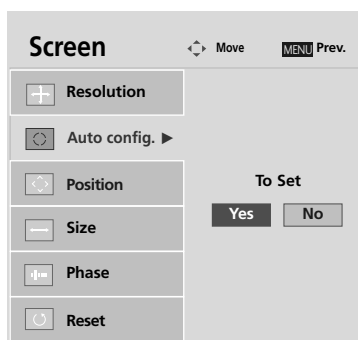 Screen Move MENU Prev.
Resolution
Auto config. ►
Position
Size
Phase
Reset
To Set
Yes No